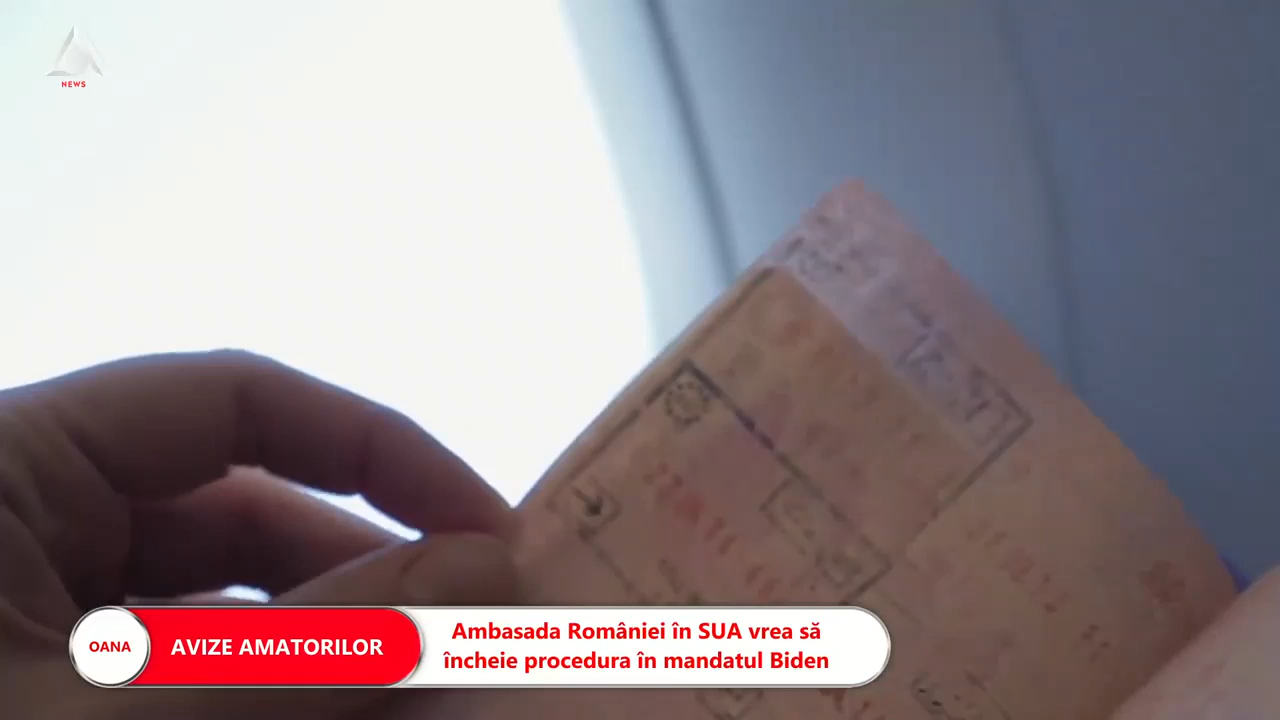 NEWS
OANA
AVIZE AMATORILOR
Ambasada României în SUA vrea să
încheie procedura în mandatul Biden